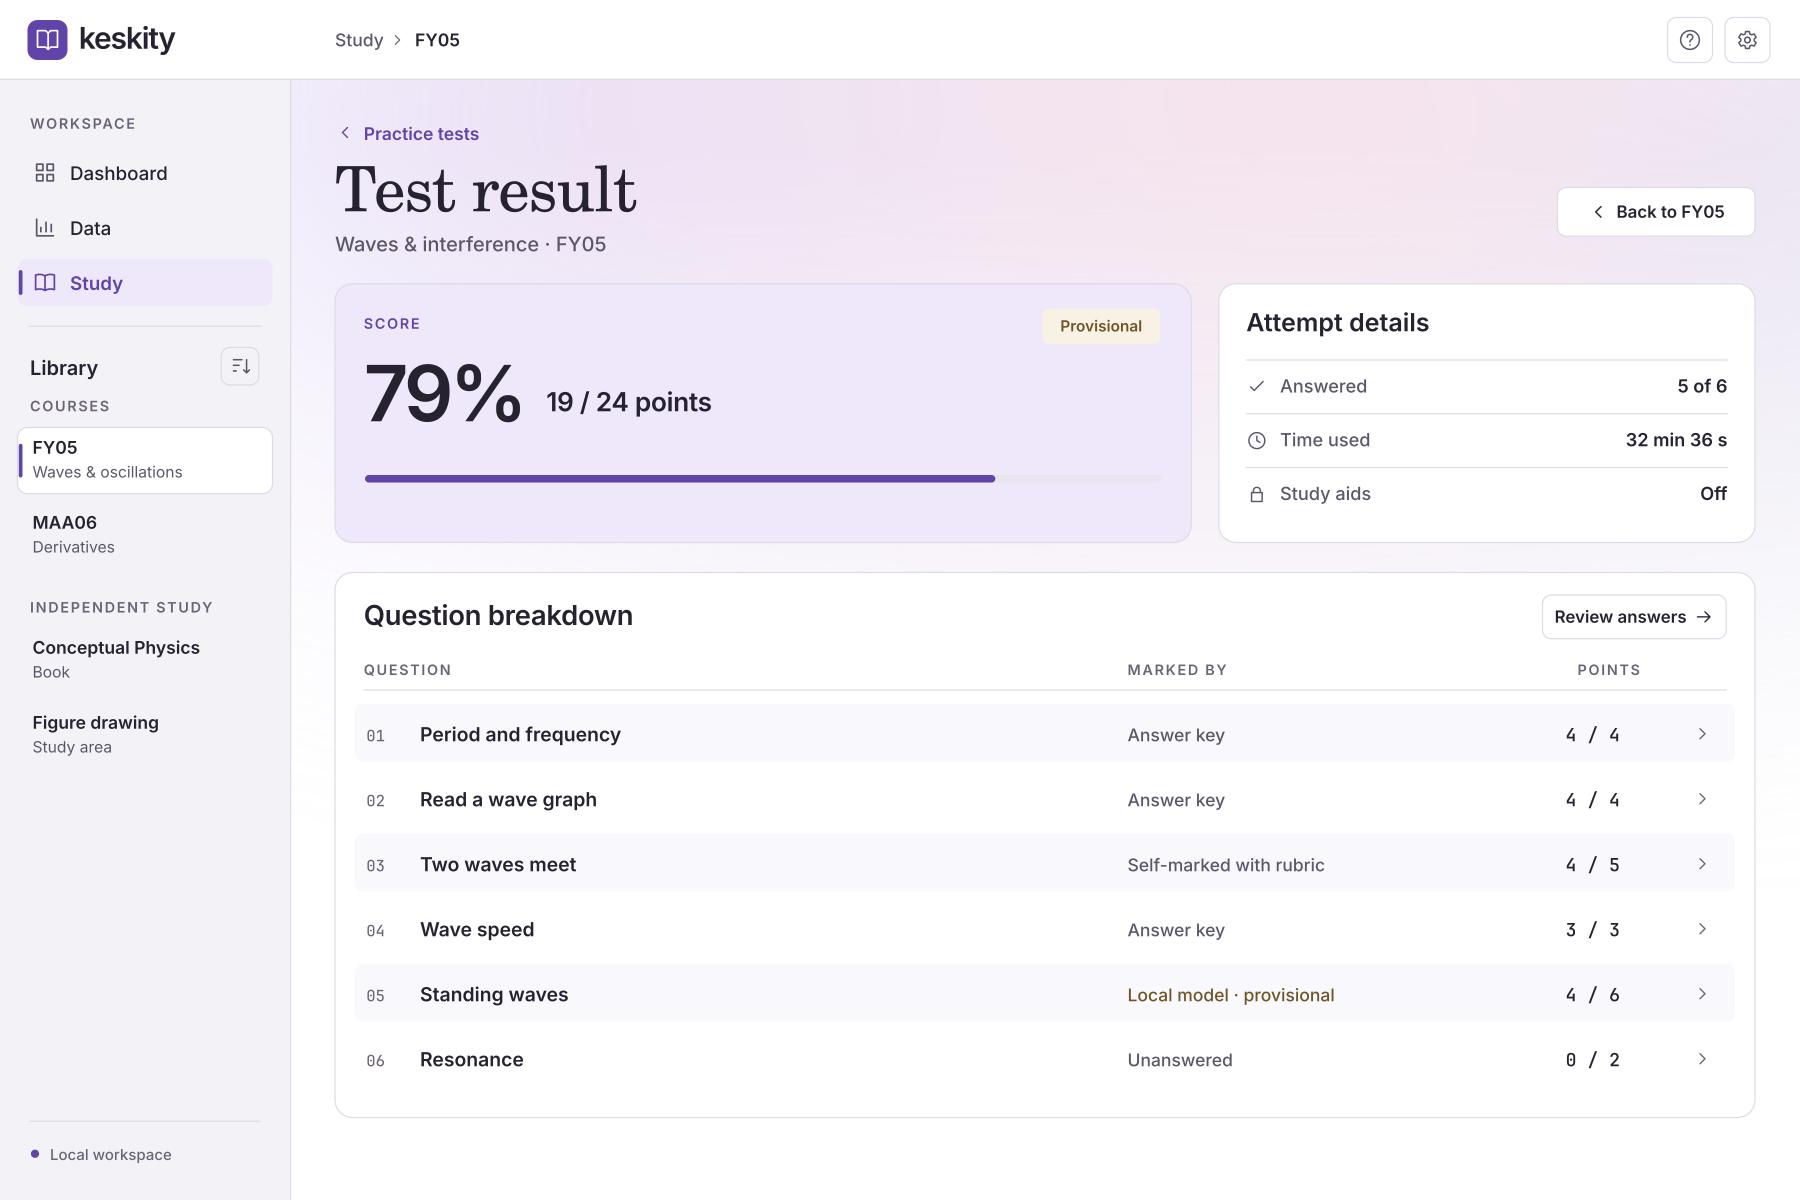 keskity
Study > FY05
WORKSPACE
Dashboard
Data
Study
Library
COURSES
FY05
Waves & oscillations
MAA06
Derivatives
INDEPENDENT STUDY
Conceptual Physics
Book
Figure drawing
Study area
Local workspace
Practice tests
Test result
Waves & interference · FY05
Back to FY05
SCORE
Provisional
79% 19 / 24 points
Attempt details
Answered 5 of 6
Time used 32 min 36 s
Study aids Off
Question breakdown
Review answers →
QUESTION MARKED BY POINTS
01 Period and frequency Answer key 4 / 4
02 Read a wave graph Answer key 4 / 4
03 Two waves meet Self-marked with rubric 4 / 5
04 Wave speed Answer key 3 / 3
05 Standing waves Local model · provisional 4 / 6
06 Resonance Unanswered 0 / 2